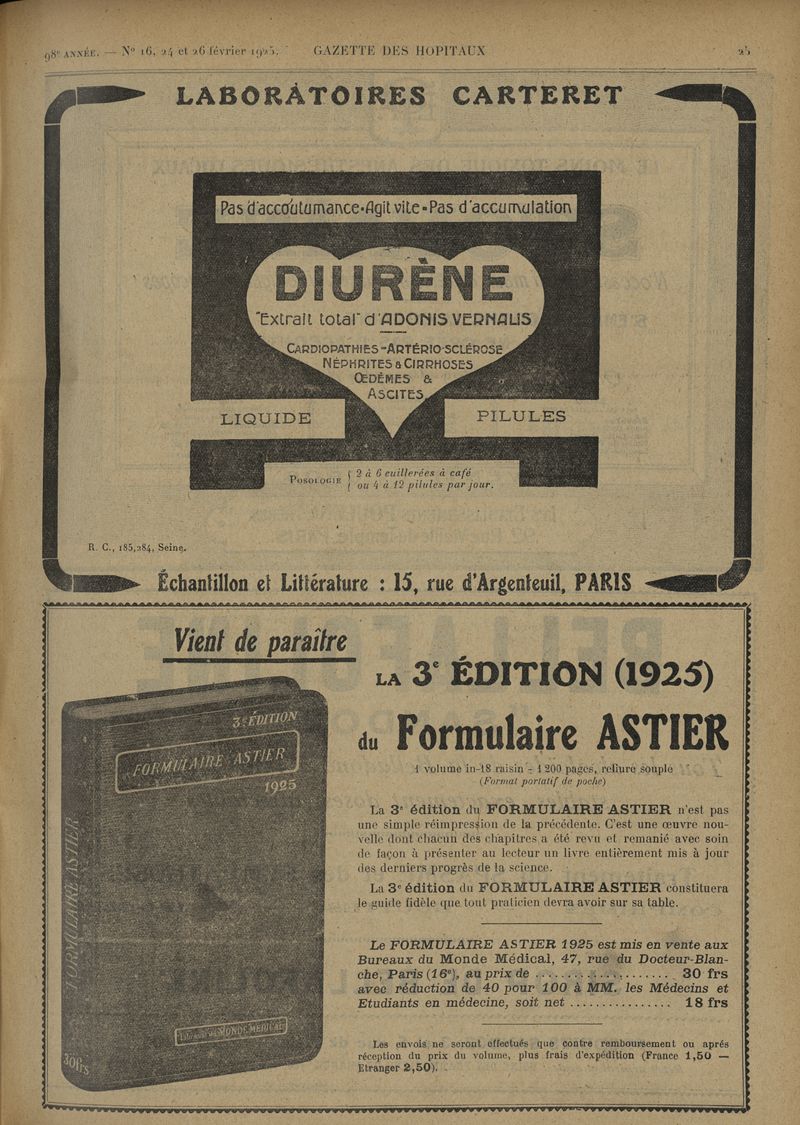 98e ANNÉE. — No 16, 24 et 26 février 1925.
GAZETTE DES HOPITAUX
25
LABORATOIRES CARTERET
Pas d'accoutumance-Agit vite-Pas d'accumulation
DIURÈNE
"Extrait total" d'ADONIS VERNALIS
CARDIOPATHIES-ARTÉRIO-SCLÉROSE
NÉPHRITES & CIRRHOSES
ŒDÈMES &
ASCITES
LIQUIDE
PILULES
POSOLOGIE { 2 à 6 cuillerées à café
ou 4 à 12 pilules par jour.
R. C., 185,284, Seine.
Échantillon et Littérature : 15, rue d'Argenteuil, PARIS
Vient de paraître
LA 3e ÉDITION (1925)
du Formulaire ASTIER
1 volume in-18 raisin - 1 200 pages, reliure souple
(Format portatif de poche)
3e ÉDITION
FORMULAIRE ASTIER
1925
FORMULAIRE ASTIER
MONDE MÉDICAL
30frs
La 3e édition du FORMULAIRE ASTIER n'est pas
une simple réimpression de la précédente. C'est une œuvre nou-
velle dont chacun des chapitres a été revu et remanié avec soin
de façon à présenter au lecteur un livre entièrement mis à jour
des derniers progrès de la science.
La 3e édition du FORMULAIRE ASTIER constituera
le guide fidèle que tout praticien devra avoir sur sa table.
Le FORMULAIRE ASTIER 1925 est mis en vente aux
Bureaux du Monde Médical, 47, rue du Docteur-Blan-
che, Paris (16e), au prix de ..................... 30 frs
avec réduction de 40 pour 100 à MM. les Médecins et
Etudiants en médecine, soit net ................ 18 frs
Les envois ne seront effectués que contre remboursement ou après
réception du prix du volume, plus frais d'expédition (France 1,50 —
Etranger 2,50).